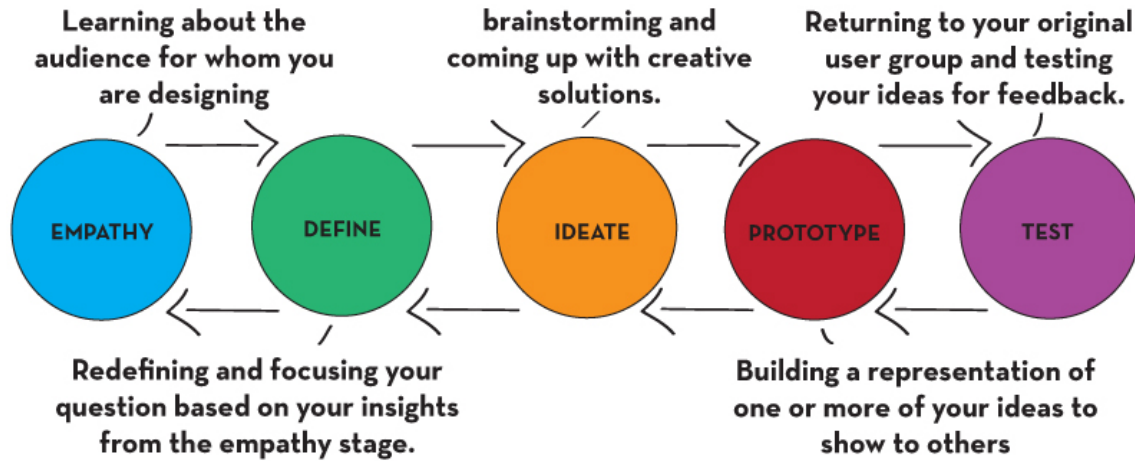 Learning about the
audience for whom you
are designing
brainstorming and
coming up with creative
solutions.
Returning to your original
user group and testing
your ideas for feedback.
EMPATHY
DEFINE
IDEATE
PROTOTYPE
TEST
Redefining and focusing your
question based on your insights
from the empathy stage.
Building a representation of
one or more of your ideas to
show to others